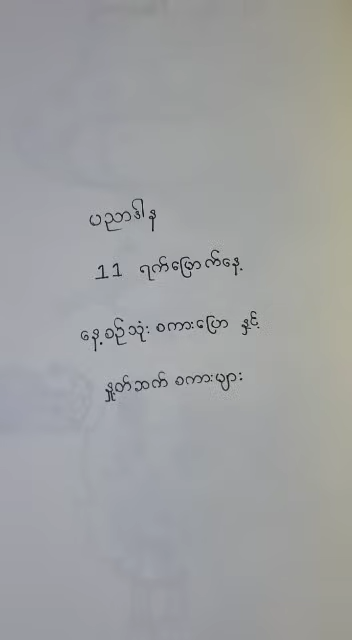 ပညာဒါန
11 ရက်မြောက်နေ့
နေ့စဉ်သုံး စကားပြော နှင့်
နှုတ်ဆက် စကားများ